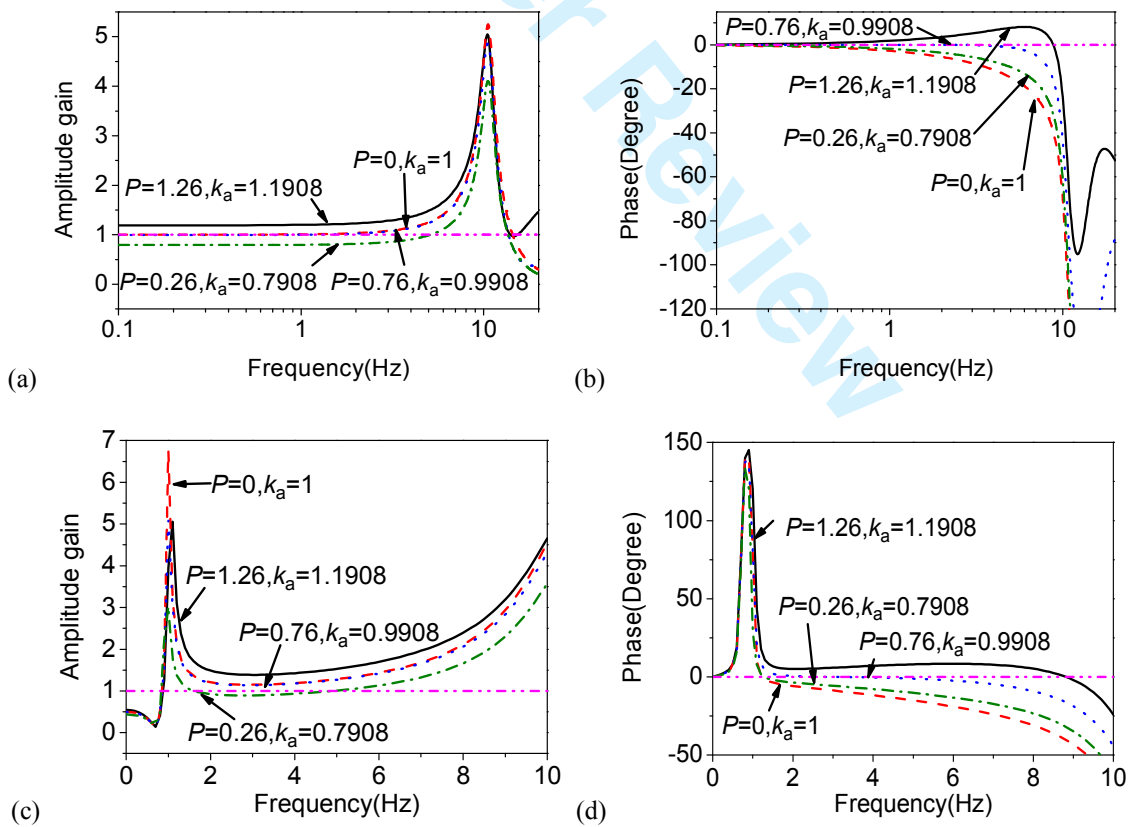 er Review
5
4
3
2
1
0
Amplitude gain
P=0,kₐ=1
P=1.26,kₐ=1.1908
P=0.26,kₐ=0.7908
P=0.76,kₐ=0.9908
0.1
1
10
Frequency(Hz)
(a)
0
-20
-40
-60
-80
-100
-120
Phase(Degree)
P=0.76,kₐ=0.9908
P=1.26,kₐ=1.1908
P=0.26,kₐ=0.7908
P=0,kₐ=1
0.1
1
10
Frequency(Hz)
(b)
7
6
5
4
3
2
1
0
Amplitude gain
P=0,kₐ=1
P=1.26,kₐ=1.1908
P=0.76,kₐ=0.9908
P=0.26,kₐ=0.7908
0
2
4
6
8
10
Frequency(Hz)
(c)
150
100
50
0
-50
Phase(Degree)
P=1.26,kₐ=1.1908
P=0.26,kₐ=0.7908
P=0.76,kₐ=0.9908
P=0,kₐ=1
0
2
4
6
8
10
Frequency(Hz)
(d)